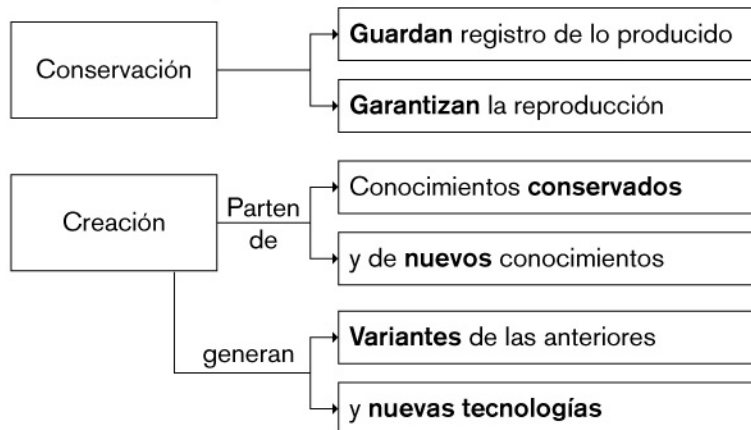 Conservación
Guardan registro de lo producido
Garantizan la reproducción
Creación
Parten
de
Conocimientos conservados
y de nuevos conocimientos
generan
Variantes de las anteriores
y nuevas tecnologías